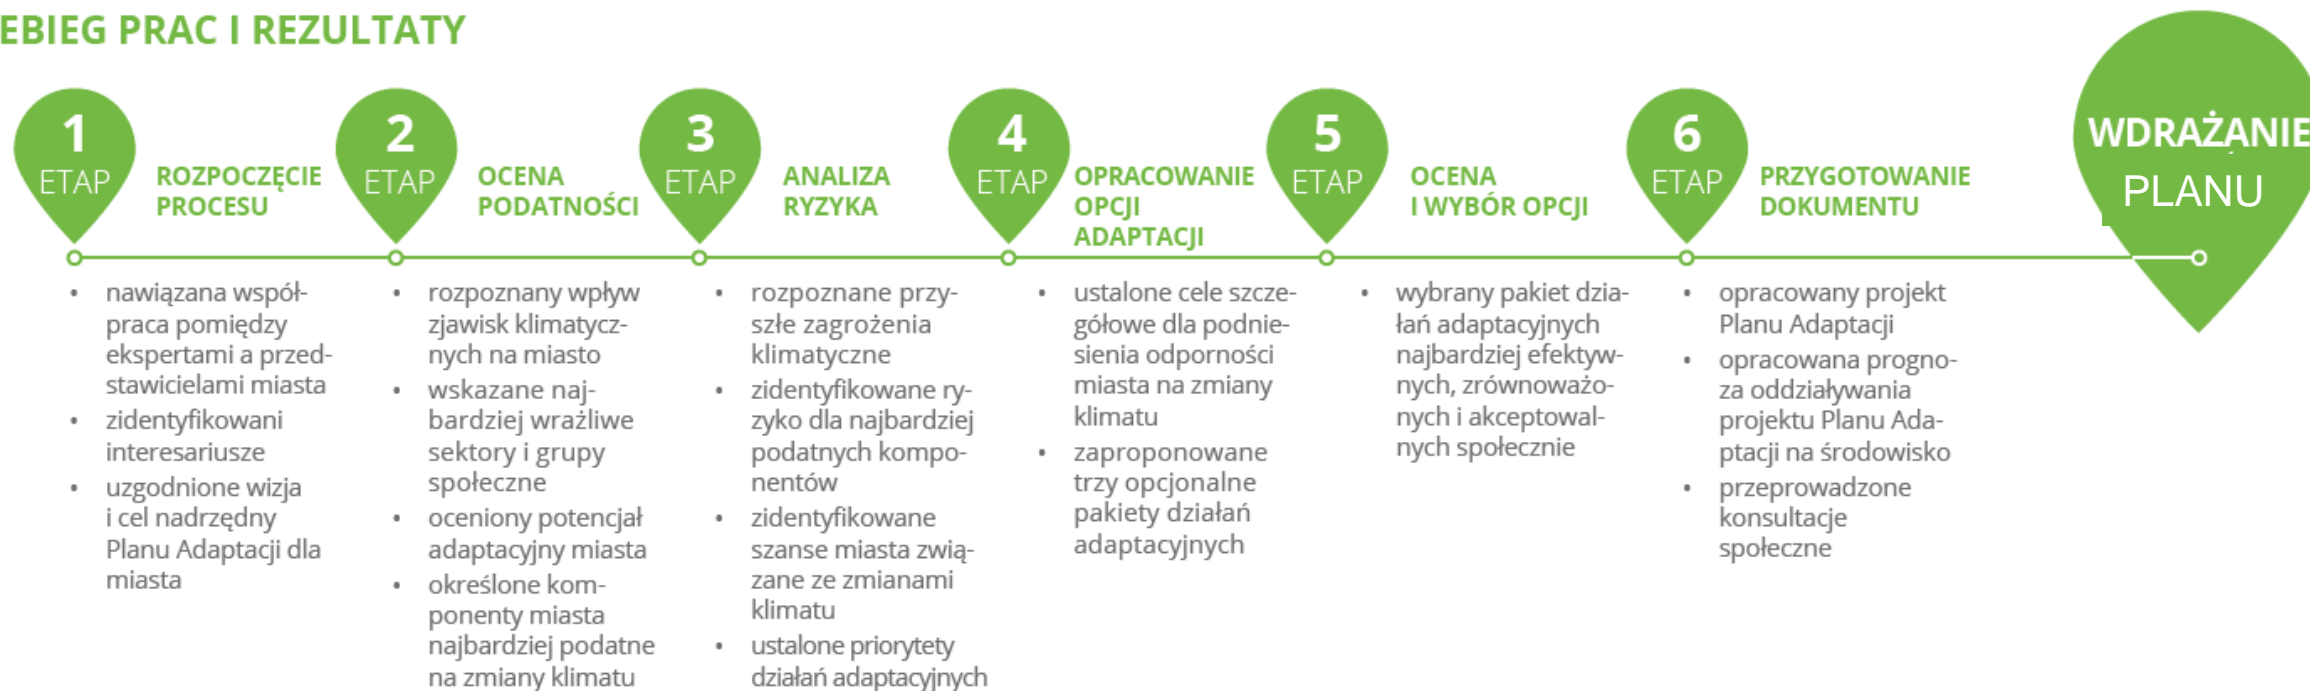 EBIEG PRAC I REZULTATY
1
ETAP
ROZPOCZĘCIE
PROCESU
nawiązana współ-
praca pomiędzy
ekspertami a przed-
stawicielami miasta
zidentyfikowani
interesariusze
uzgodnione wizja
i cel nadrzędny
Planu Adaptacji dla
miasta
2
ETAP
OCENA
PODATNOŚCI
rozpoznany wpływ
zjawisk klimatycz-
nych na miasto
wskazane naj-
bardziej wrażliwe
sektory i grupy
społeczne
oceniony potencjał
adaptacyjny miasta
określone kom-
ponenty miasta
najbardziej podatne
na zmiany klimatu
3
ETAP
ANALIZA
RYZYKA
rozpoznane przy-
szłe zagrożenia
klimatyczne
zidentyfikowane ry-
zyko dla najbardziej
podatnych kompo-
nentów
zidentyfikowane
szanse miasta zwią-
zane ze zmianami
klimatu
ustalone priorytety
działań adaptacyjnych
4
ETAP
OPRACOWANIE
OPCJI
ADAPTACJI
ustalone cele szcze-
gółowe dla podnie-
sienia odporności
miasta na zmiany
klimatu
zaproponowane
trzy opcjonalne
pakiety działań
adaptacyjnych
5
ETAP
OCENA
I WYBÓR OPCJI
wybrany pakiet dzia-
łań adaptacyjnych
najbardziej efektyw-
nych, zrównoważo-
nych i akceptowal-
nych społecznie
6
ETAP
PRZYGOTOWANIE
DOKUMENTU
opracowany projekt
Planu Adaptacji
opracowana progno-
za oddziaływania
projektu Planu Ada-
ptacji na środowisko
przeprowadzone
konsultacje
społeczne
WDRAŻANIE
PLANU